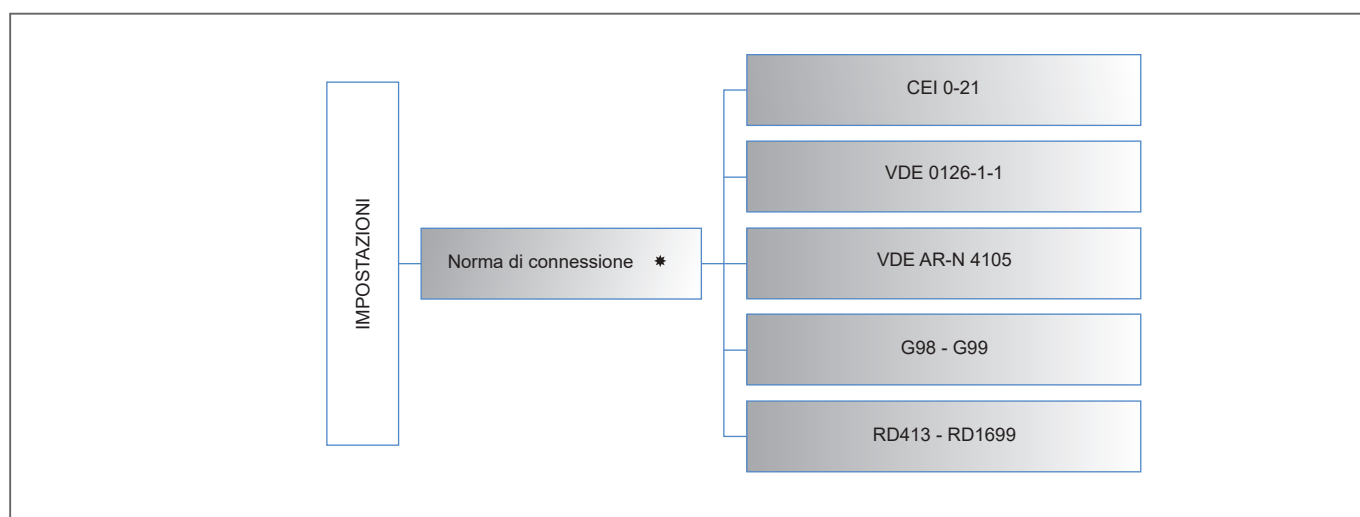 IMPOSTAZIONI
Norma di connessione ✷
CEI 0-21
VDE 0126-1-1
VDE AR-N 4105
G98 - G99
RD413 - RD1699